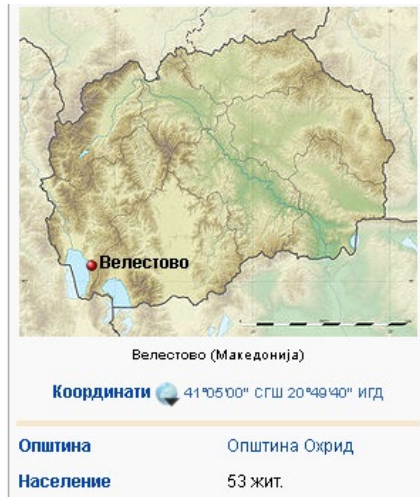 Велестово
Велестово (Македонија)
Координати 41°05′00″ СГШ 20°49′40″ ИГД
Општина Општина Охрид
Население 53 жит.